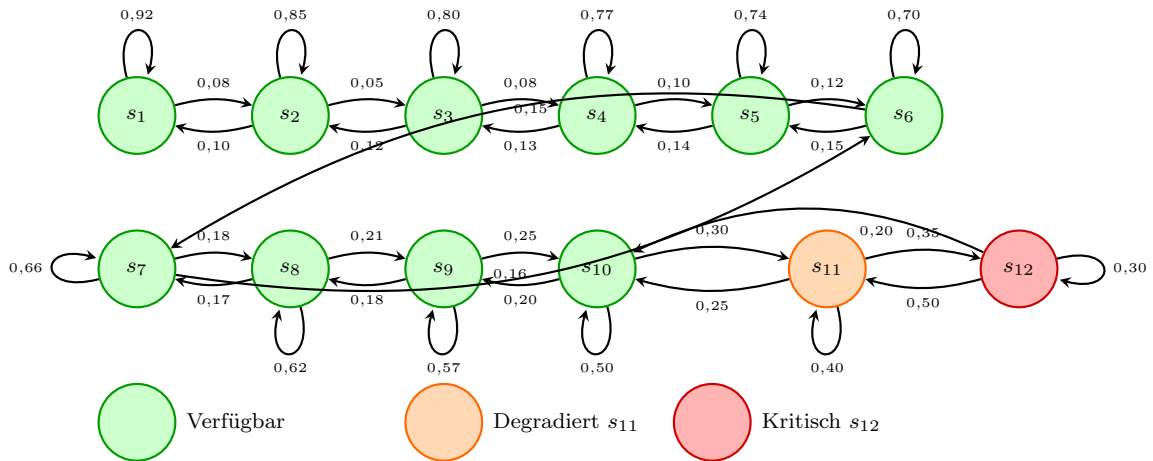 0,92 0,85 0,80 0,77 0,74 0,70
0,08 0,05 0,08 0,10 0,12
0,15
s₁ s₂ s₃ s₄ s₅ s₆
0,10 0,12 0,13 0,14 0,15
0,18 0,21 0,25 0,30 0,20 0,35
0,66 s₇ s₈ s₉ s₁₀ s₁₁ s₁₂ 0,30
0,16
0,17 0,18 0,20 0,25 0,50
0,62 0,57 0,50 0,40
Verfügbar Degradiert s₁₁ Kritisch s₁₂